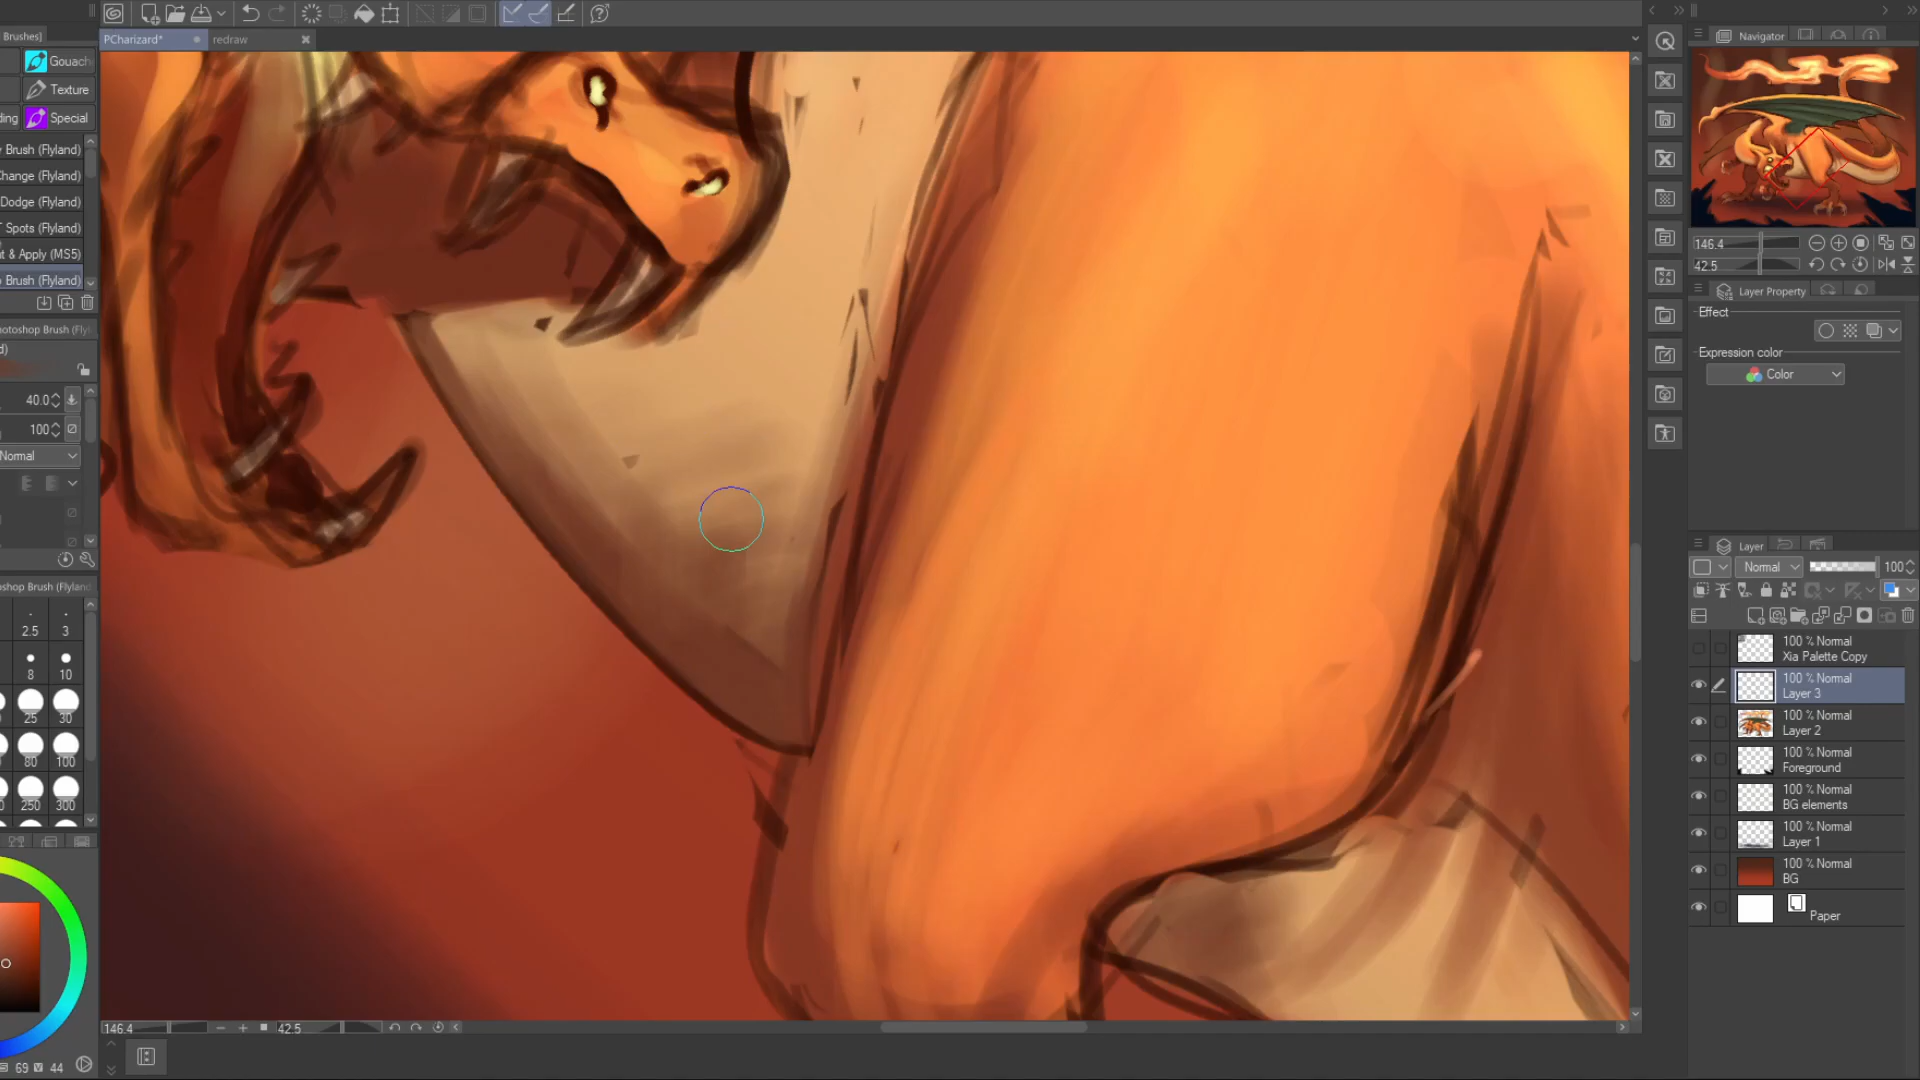 Brushes)
Gouach
Texture
ding
Special
y Brush (Flyland)
Change (Flyland)
Dodge (Flyland)
T Spots (Flyland)
t & Apply (MS5)
o Brush (Flyland)
otoshop Brush (Fly
d)
40.0
100
Normal
oshop Brush (Flyland
2.5 3
8 10
25 30
80 100
250 300
69 V 44
PCharizard* redraw
146.4 42.5
Navigator
146.4
42.5
Layer Property
Effect
Expression color
Color
Layer
Normal 100
100 % Normal
Xia Palette Copy
100 % Normal
Layer 3
100 % Normal
Layer 2
100 % Normal
Foreground
100 % Normal
BG elements
100 % Normal
Layer 1
100 % Normal
BG
Paper